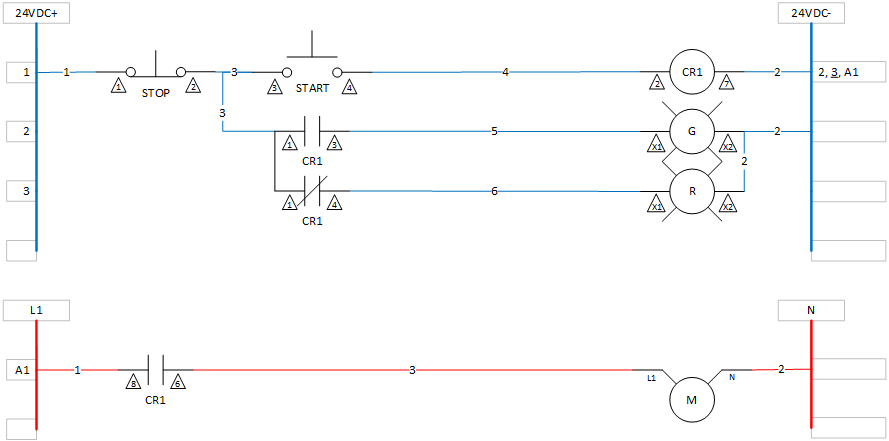 24VDC+ 24VDC-
1 1 3 4 2 2, 3, A1
1 2 STOP 3 START 4 2 CR1 7
3
2 5 G 2
1 3 X1 X2
CR1
2
3 6 R
1 4 X1 X2
CR1
L1 N
A1 1 3 2
8 6 L1 N
CR1 M